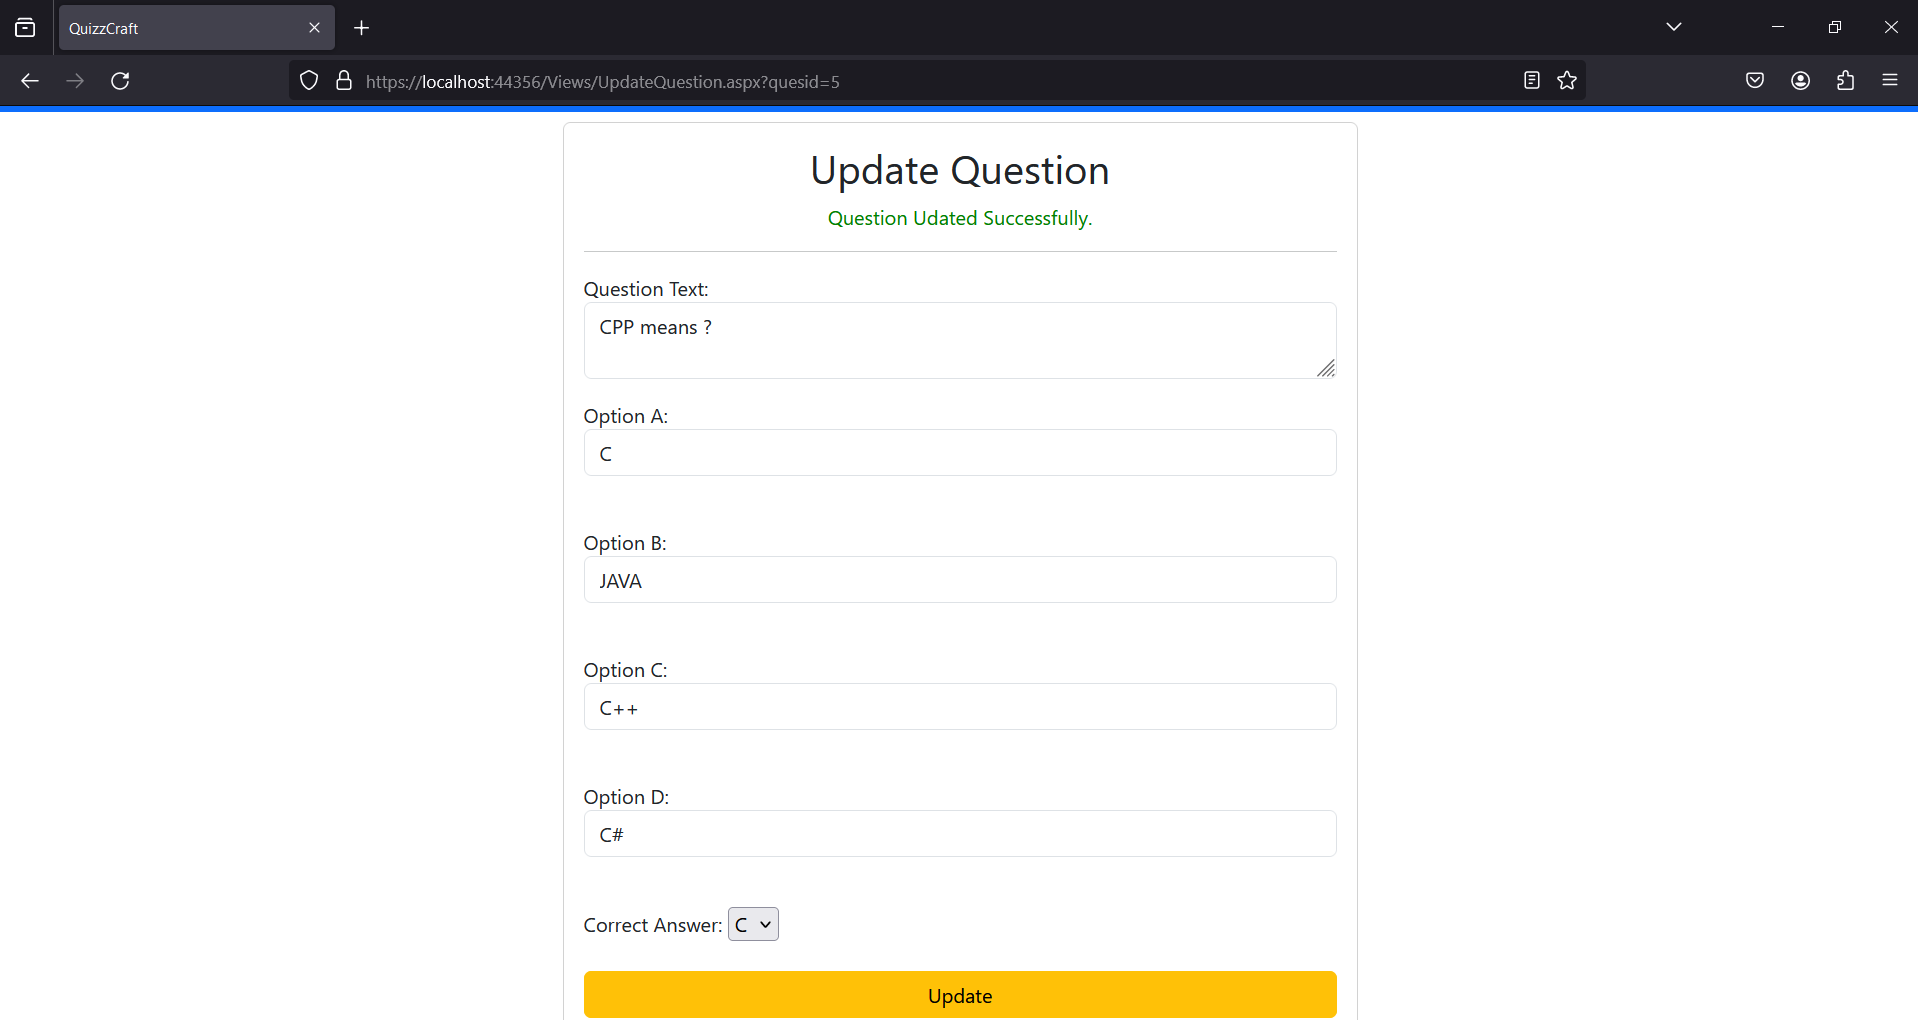 QuizzCraft
https://localhost:44356/Views/UpdateQuestion.aspx?quesid=5
Update Question
Question Udated Successfully.
Question Text:
CPP means ?
Option A:
C
Option B:
JAVA
Option C:
C++
Option D:
C#
Correct Answer: C
Update